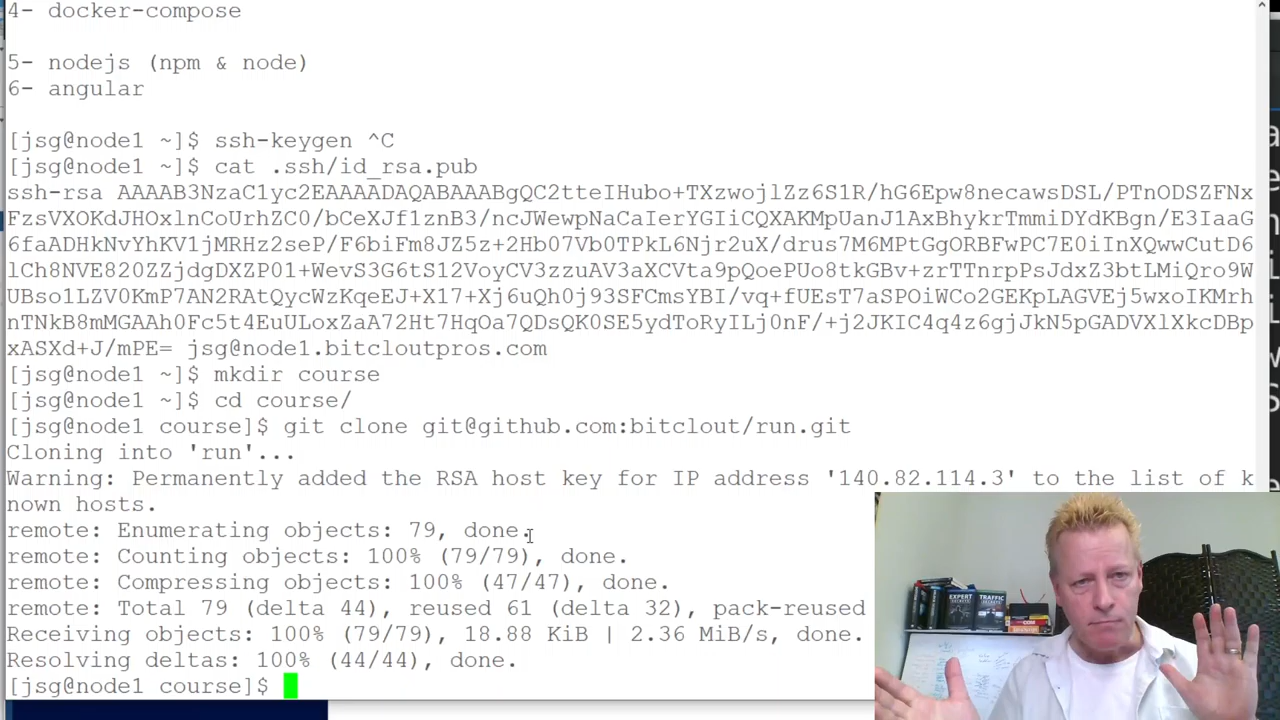 4- docker-compose
5- nodejs (npm & node)
6- angular
[jsg@node1 ~]$ ssh-keygen ^C
[jsg@node1 ~]$ cat .ssh/id_rsa.pub
ssh-rsa AAAAB3NzaC1yc2EAAAADAQABAAABgQC2tteIHubo+TXzwojlZz6S1R/hG6Epw8necawsDSL/PTnODSZFNx
FzsVXOKdJHOxlnCoUrhZC0/bCeXJf1znB3/ncJWewpNaCaIerYGIiCQXAKMpUanJ1AxBhykrTmmiDYdKBgn/E3IaaG
6faADHkNvYhKV1jMRHz2seP/F6biFm8JZ5z+2Hb07Vb0TPkL6Njr2uX/drus7M6MPtGgORBFwPC7E0iInXQwwCutD6
lCh8NVE820ZZjdgDXZP01+WevS3G6tS12VoyCV3zzuAV3aXCVta9pQoePUo8tkGBv+zrTTnrpPsJdxZ3btLMiQro9W
UBso1LZV0KmP7AN2RAtQycWzKqeEJ+X17+Xj6uQh0j93SFCmsYBI/vq+fUEsT7aSPOiWCo2GEKpLAGVEj5wxoIKMrh
nTNkB8mMGAAh0Fc5t4EuULoxZaA72Ht7HqOa7QDsQK0SE5ydToRyILj0nF/+j2JKIC4q4z6gjJkN5pGADVXlXkcDBp
xASXd+J/mPE= jsg@node1.bitcloutpros.com
[jsg@node1 ~]$ mkdir course
[jsg@node1 ~]$ cd course/
[jsg@node1 course]$ git clone git@github.com:bitclout/run.git
Cloning into 'run'...
Warning: Permanently added the RSA host key for IP address '140.82.114.3' to the list of k
nown hosts.
remote: Enumerating objects: 79, done.
remote: Counting objects: 100% (79/79), done.
remote: Compressing objects: 100% (47/47), done.
remote: Total 79 (delta 44), reused 61 (delta 32), pack-reused
Receiving objects: 100% (79/79), 18.88 KiB | 2.36 MiB/s, done.
Resolving deltas: 100% (44/44), done.
[jsg@node1 course]$
EXPERT
TRAFFIC